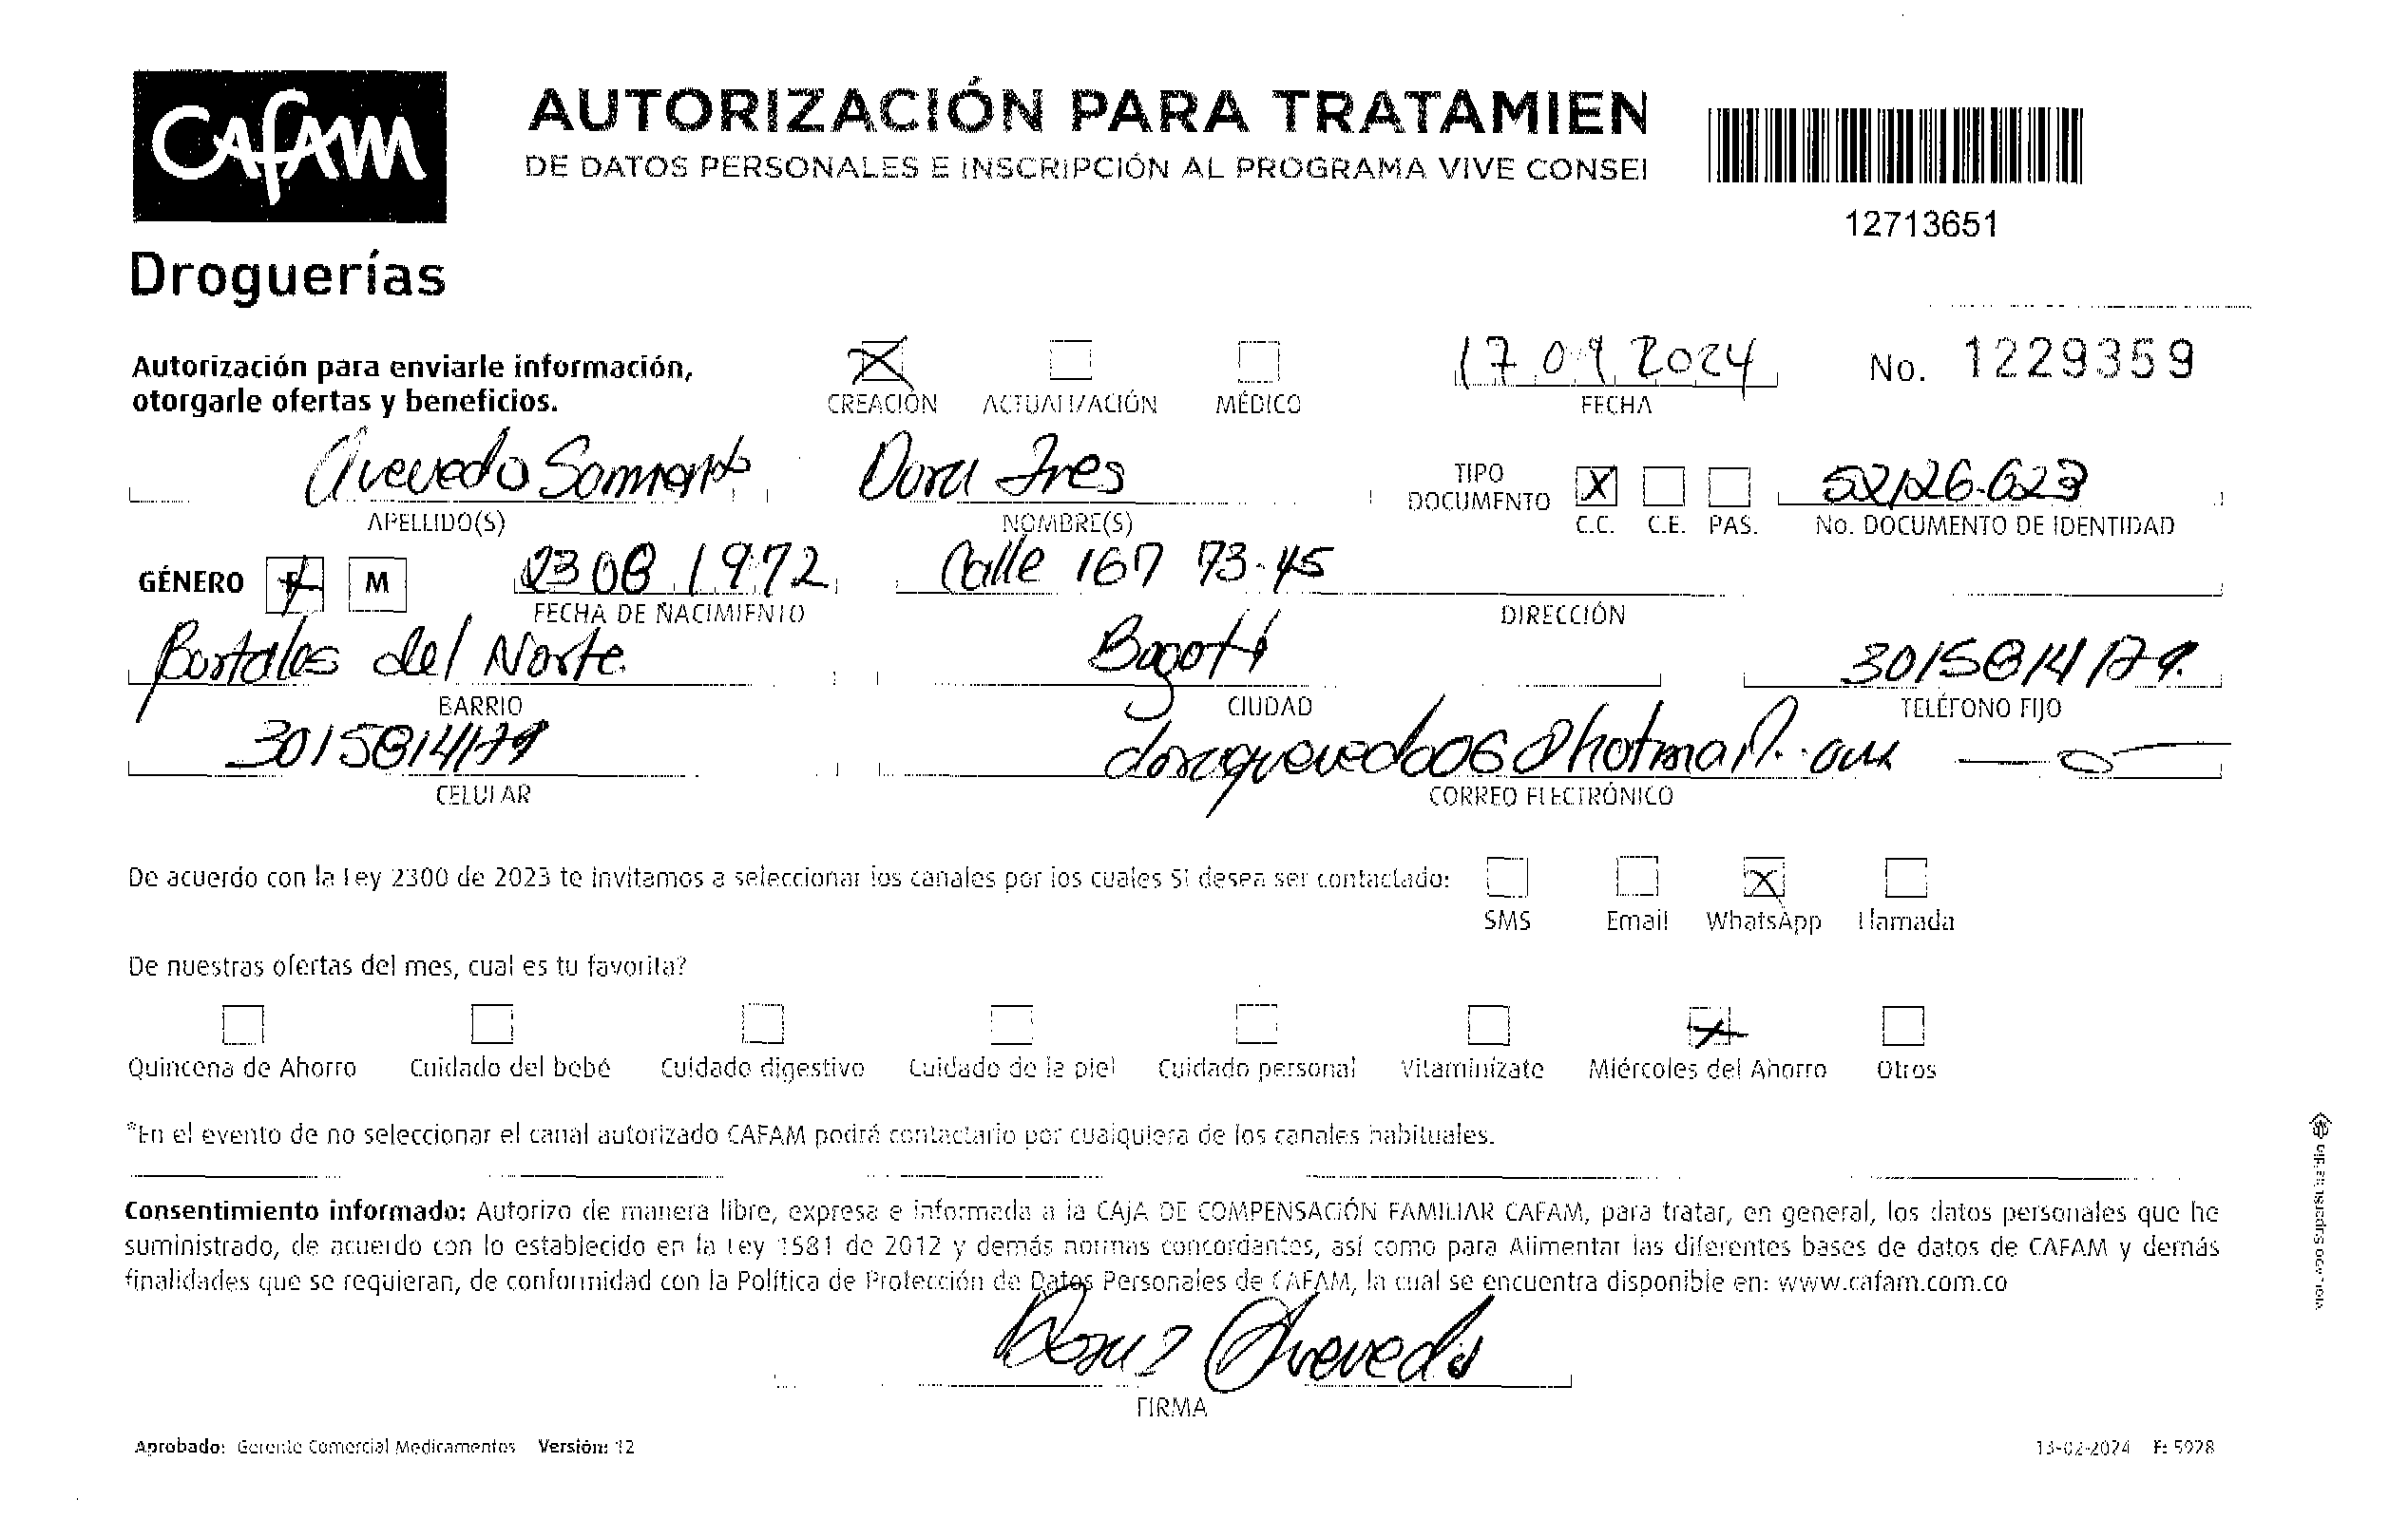 CAFAM
AUTORIZACIÓN PARA TRATAMIEN
DE DATOS PERSONALES E INSCRIPCIÓN AL PROGRAMA VIVE CONSEI
12713651
Droguerías
Autorización para enviarle información,
otorgarle ofertas y beneficios.
CREACIÓN ACTUALIZACIÓN MÉDICO
17 09 2024
FECHA
No. 1229359
Dora Ines
APELLIDO(S) NOMBRE(S)
TIPO
DOCUMENTO
X
C.C. C.E. PAS.
52126.623
No. DOCUMENTO DE IDENTIDAD
GÉNERO F M
23 08 1972
FECHA DE NACIMIENTO
Calle 167 73-45
DIRECCIÓN
Portales del Norte Bogotá 3015814179
BARRIO CIUDAD TELÉFONO FIJO
3015814179
CELULAR CORREO ELECTRÓNICO
De acuerdo con la Ley 2300 de 2023 te invitamos a seleccionar los canales por los cuales SI desea ser contactado:
X
SMS Email WhatsApp Llamada
De nuestras ofertas del mes, cual es tu favorita?
X
Quincena de Ahorro Cuidado del bebé Cuidado digestivo Cuidado de la piel Cuidado personal Vitaminízate Miércoles del Ahorro Otros
*En el evento de no seleccionar el canal autorizado CAFAM podrá contactarlo por cualquiera de los canales habituales.
Consentimiento informado: Autorizo de manera libre, expresa e informada a la CAJA DE COMPENSACIÓN FAMILIAR CAFAM, para tratar, en general, los datos personales que he
suministrado, de acuerdo con lo establecido en la Ley 1581 de 2012 y demás normas concordantes, así como para Alimentar las diferentes bases de datos de CAFAM y demás
finalidades que se requieran, de conformidad con la Política de Protección de Datos Personales de CAFAM, la cual se encuentra disponible en: www.cafam.com.co
FIRMA
Aprobado: Gerente Comercial Medicamentos Versión: 12
13-02-2024 F: 5928